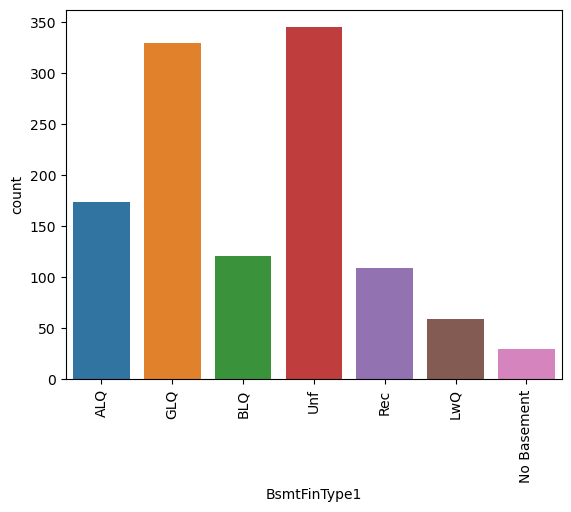 350
300
250
200
150
100
50
0
count
ALQ
GLQ
BLQ
Unf
Rec
LwQ
No Basement
BsmtFinType1